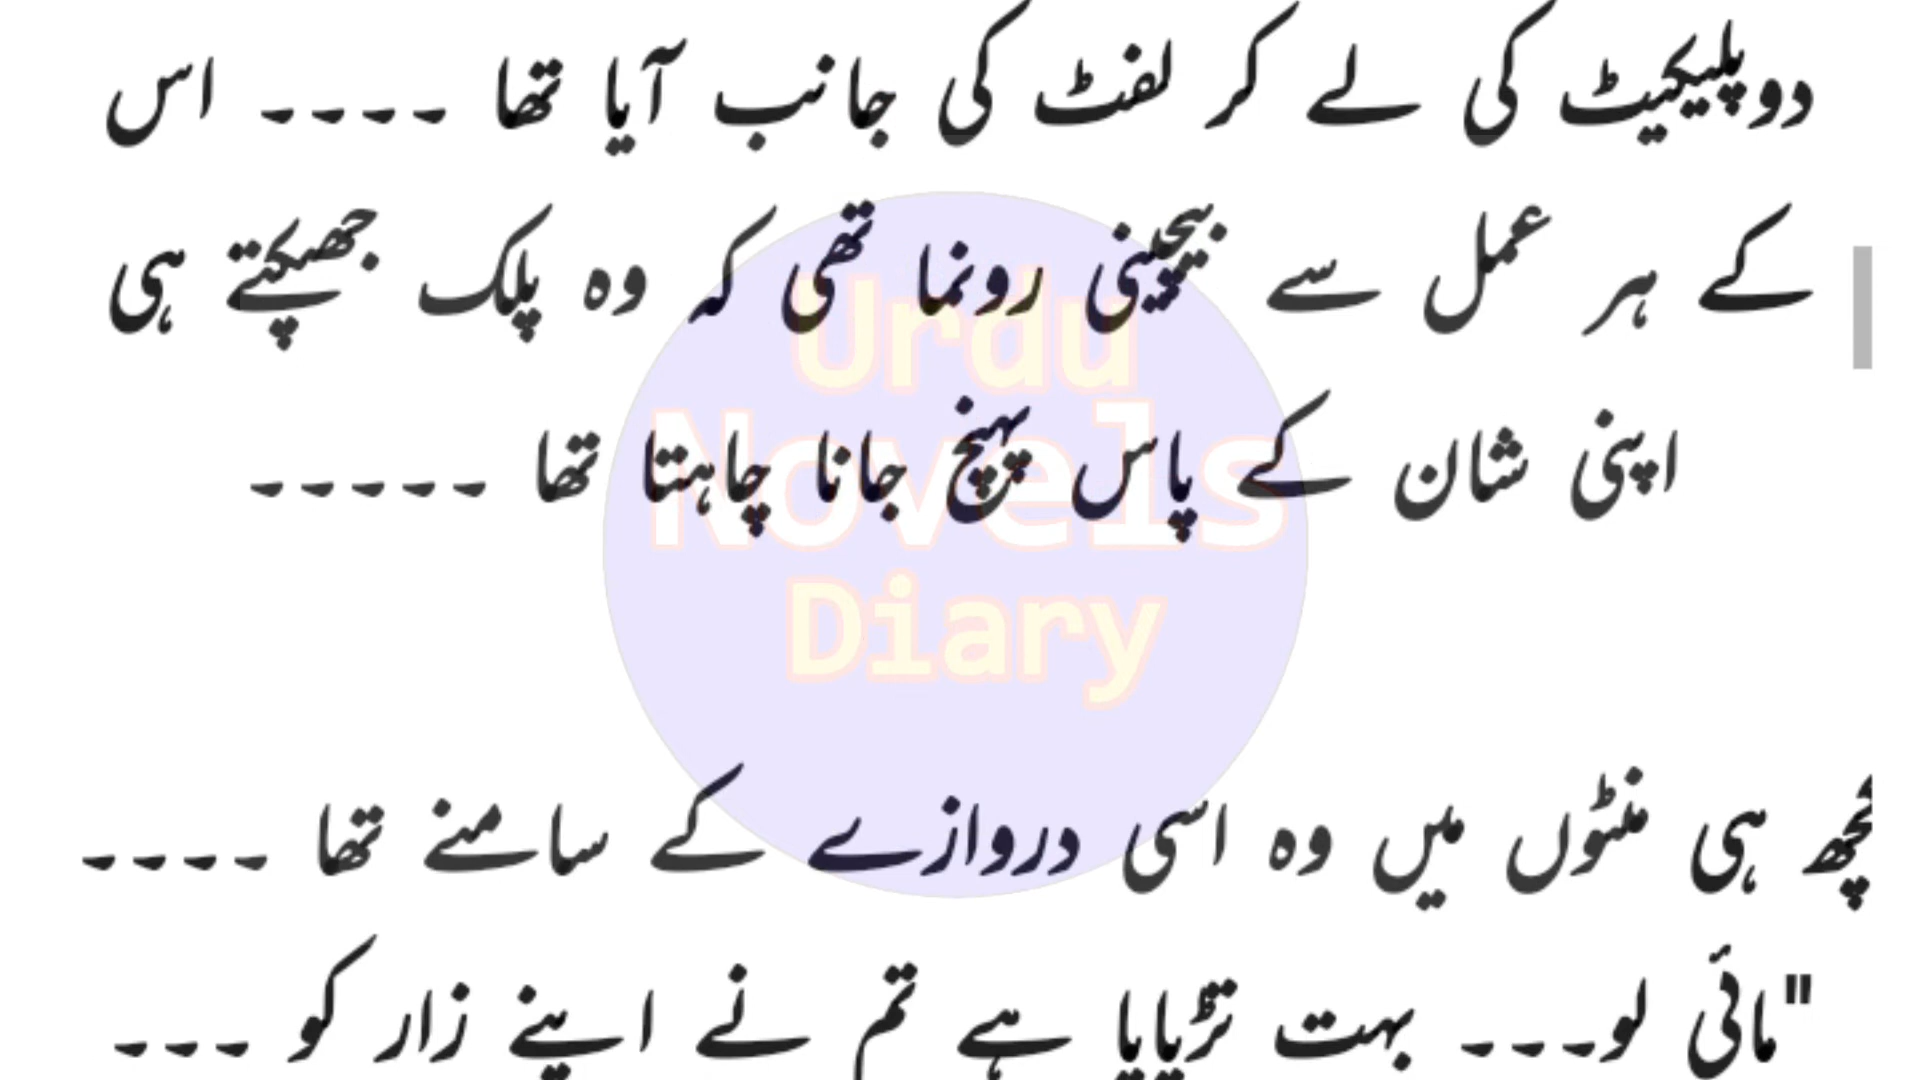 دوپلیکیٹ کی لے کر لفٹ کی جانب آیا تھا ۔۔۔۔ اس
کے ہر عمل سے بیچینی رونما تھی کہ وہ پلک جھپکتے ہی
اپنی شان کے پاس پہنچ جانا چاہتا تھا ۔۔۔۔۔
کچھ ہی منٹوں میں وہ اسی دروازے کے سامنے تھا ۔۔۔۔
"مائی لو۔۔۔ بہت تڑپایا ہے تم نے اپنے زار کو ۔۔۔
Urdu
Novels
Diary